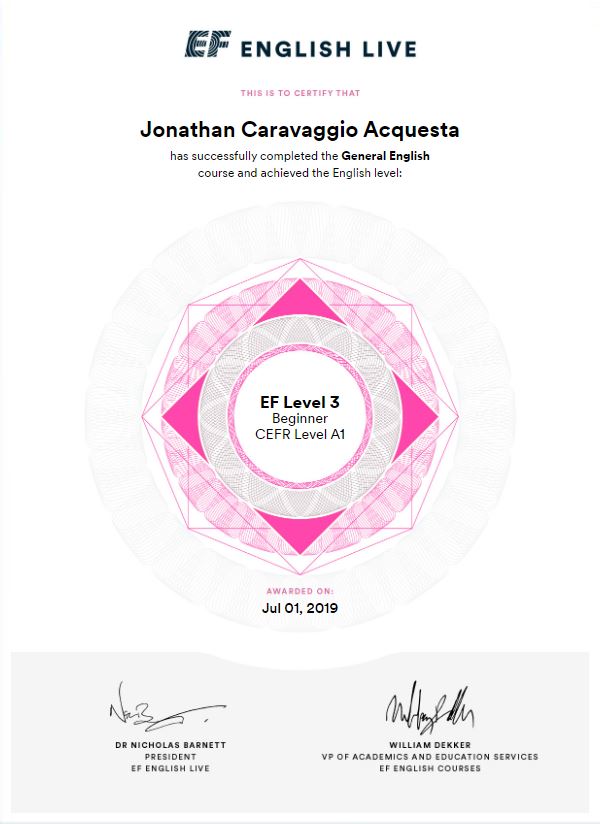 EF ENGLISH LIVE
THIS IS TO CERTIFY THAT
Jonathan Caravaggio Acquesta
has successfully completed the General English
course and achieved the English level:
EF Level 3
Beginner
CEFR Level A1
AWARDED ON:
Jul 01, 2019
DR NICHOLAS BARNETT
PRESIDENT
EF ENGLISH LIVE
WILLIAM DEKKER
VP OF ACADEMICS AND EDUCATION SERVICES
EF ENGLISH COURSES